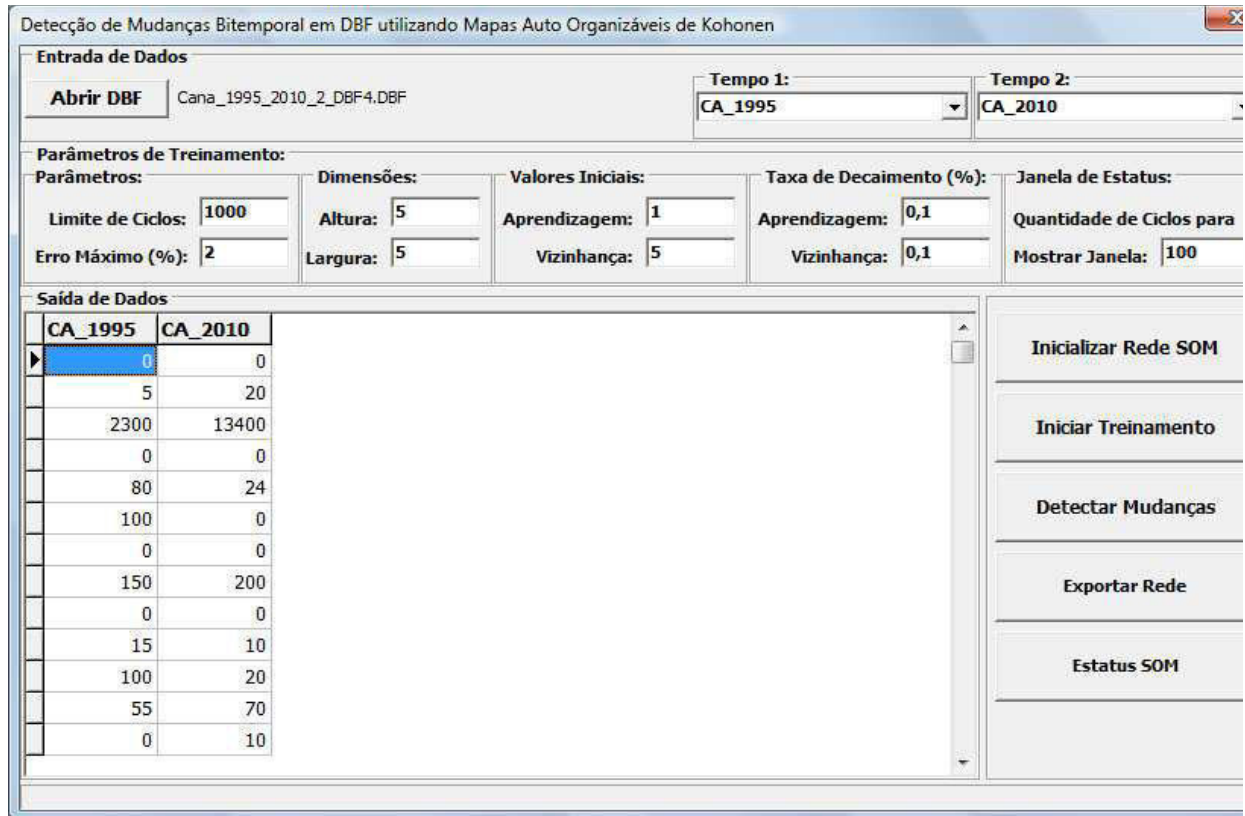 Detecção de Mudanças Bitemporal em DBF utilizando Mapas Auto Organizáveis de Kohonen
Entrada de Dados
Abrir DBF
Cana_1995_2010_2_DBF4.DBF
Tempo 1:
CA_1995
Tempo 2:
CA_2010
Parâmetros de Treinamento:
Parâmetros:
Limite de Ciclos: 1000
Erro Máximo (%): 2
Dimensões:
Altura: 5
Largura: 5
Valores Iniciais:
Aprendizagem: 1
Vizinhança: 5
Taxa de Decaimento (%):
Aprendizagem: 0,1
Vizinhança: 0,1
Janela de Estatus:
Quantidade de Ciclos para
Mostrar Janela: 100
Saída de Dados
CA_1995 CA_2010
0 0
5 20
2300 13400
0 0
80 24
100 0
0 0
150 200
0 0
15 10
100 20
55 70
0 10
Inicializar Rede SOM
Iniciar Treinamento
Detectar Mudanças
Exportar Rede
Estatus SOM